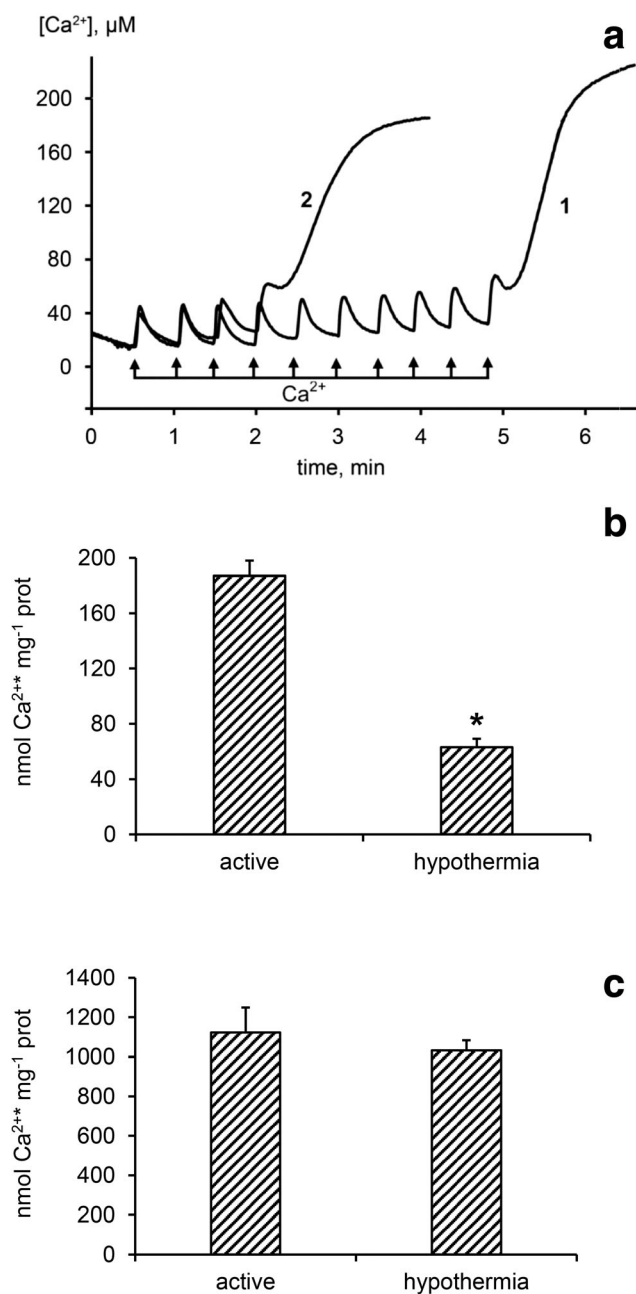 [Ca²⁺], µM
a
200
160
120
80
40
0
2
1
Ca²⁺
0 1 2 3 4 5 6
time, min
b
nmol Ca²⁺* mg⁻¹ prot
200
160
120
80
40
0
*
active hypothermia
c
nmol Ca²⁺* mg⁻¹ prot
1400
1200
1000
800
600
400
200
0
active hypothermia